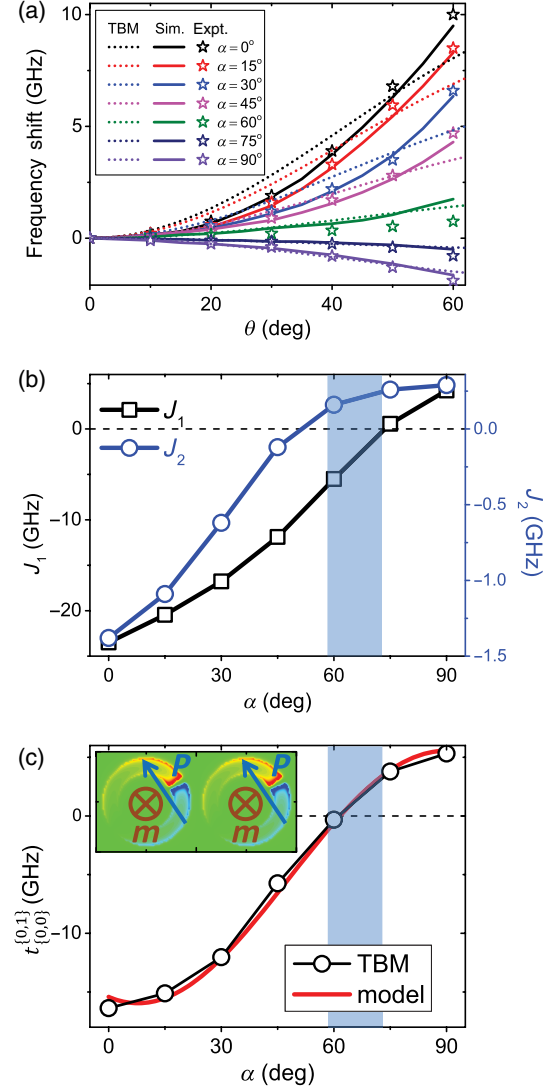 (a)
TBM Sim. Expt.
α = 0°
α = 15°
α = 30°
α = 45°
α = 60°
α = 75°
α = 90°
Frequency shift (GHz)
10
5
0
0 20 40 60
θ (deg)
(b)
J1
J2
J1 (GHz)
0
−10
−20
J2 (GHz)
0.0
−0.5
−1.0
−1.5
0 30 60 90
α (deg)
(c)
P P
m m
t{0,0}{0,1} (GHz)
0
−10
TBM
model
0 30 60 90
α (deg)